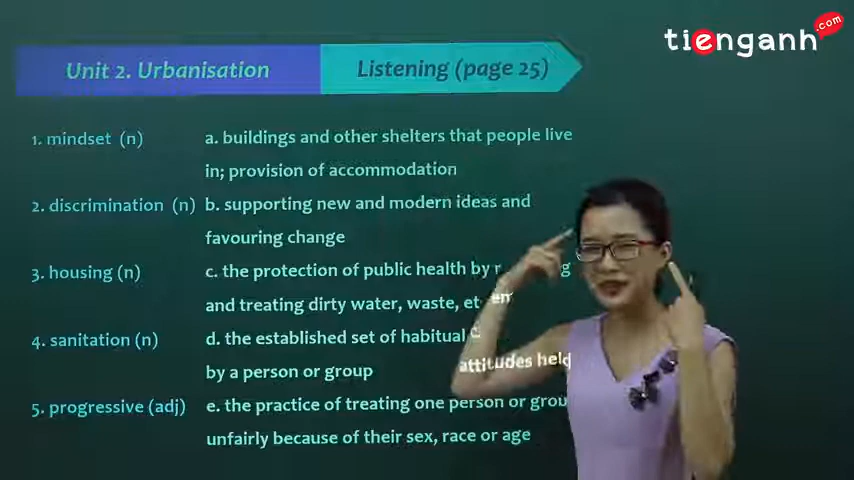 tienganh.com
Unit 2. Urbanisation
Listening (page 25)
1. mindset (n)
a. buildings and other shelters that people live
in; provision of accommodation
2. discrimination (n)
b. supporting new and modern ideas and
favouring change
3. housing (n)
c. the protection of public health by
and treating dirty water, waste,
4. sanitation (n)
d. the established set of habitual
attitudes held
by a person or group
5. progressive (adj)
e. the practice of treating one person or
unfairly because of their sex, race or age